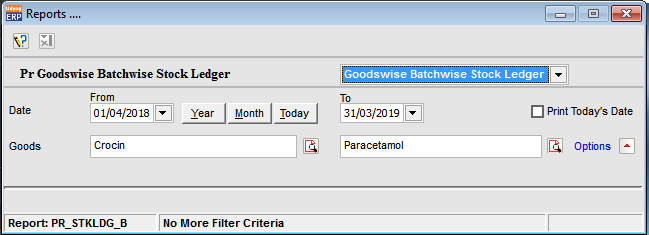 Udyog
ERP Reports ....
Pr Goodswise Batchwise Stock Ledger Goodswise Batchwise Stock Ledger
From To
Date 01/04/2018 Year Month Today 31/03/2019 Print Today's Date
Goods Crocin Paracetamol Options
Report: PR_STKLDG_B No More Filter Criteria